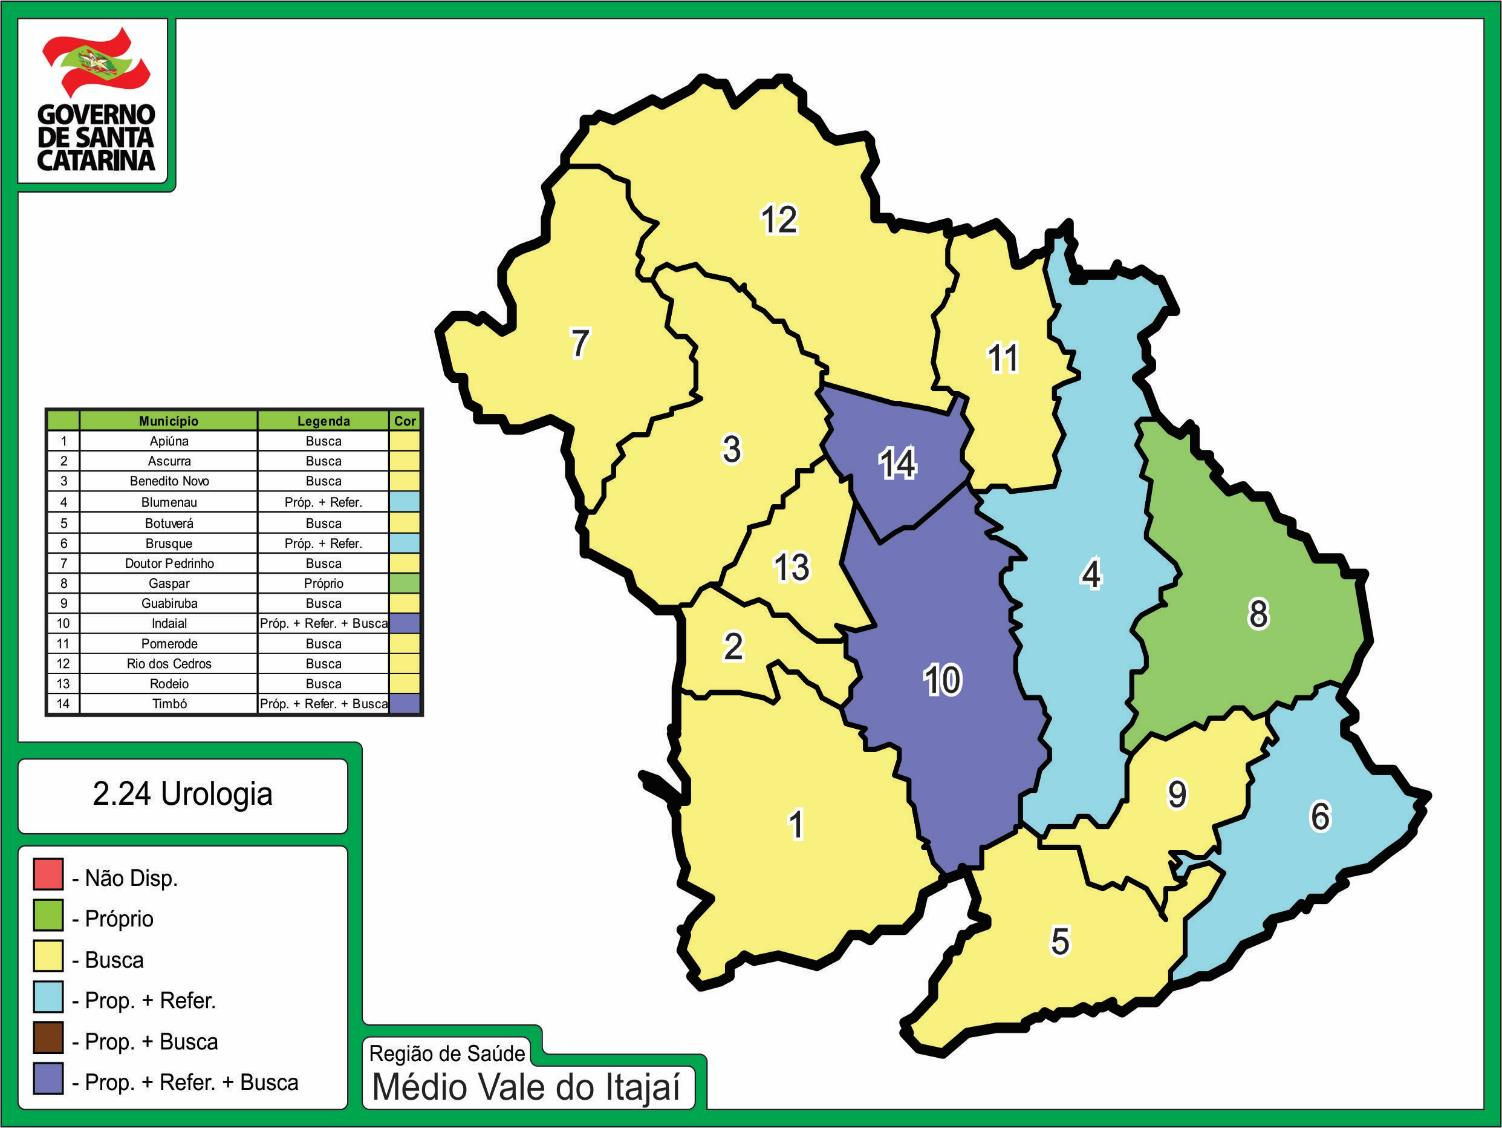 GOVERNO
DE SANTA
CATARINA
12
7
11
3
14
13
4
8
2
10
9
6
1
5
Município Legenda Cor
1 Apiúna Busca
2 Ascurra Busca
3 Benedito Novo Busca
4 Blumenau Próp. + Refer.
5 Botuverá Busca
6 Brusque Próp. + Refer.
7 Doutor Pedrinho Busca
8 Gaspar Próprio
9 Guabiruba Busca
10 Indaial Próp. + Refer. + Busca
11 Pomerode Busca
12 Rio dos Cedros Busca
13 Rodeio Busca
14 Timbó Próp. + Refer. + Busca
2.24 Urologia
- Não Disp.
- Próprio
- Busca
- Prop. + Refer.
- Prop. + Busca
- Prop. + Refer. + Busca
Região de Saúde
Médio Vale do Itajaí